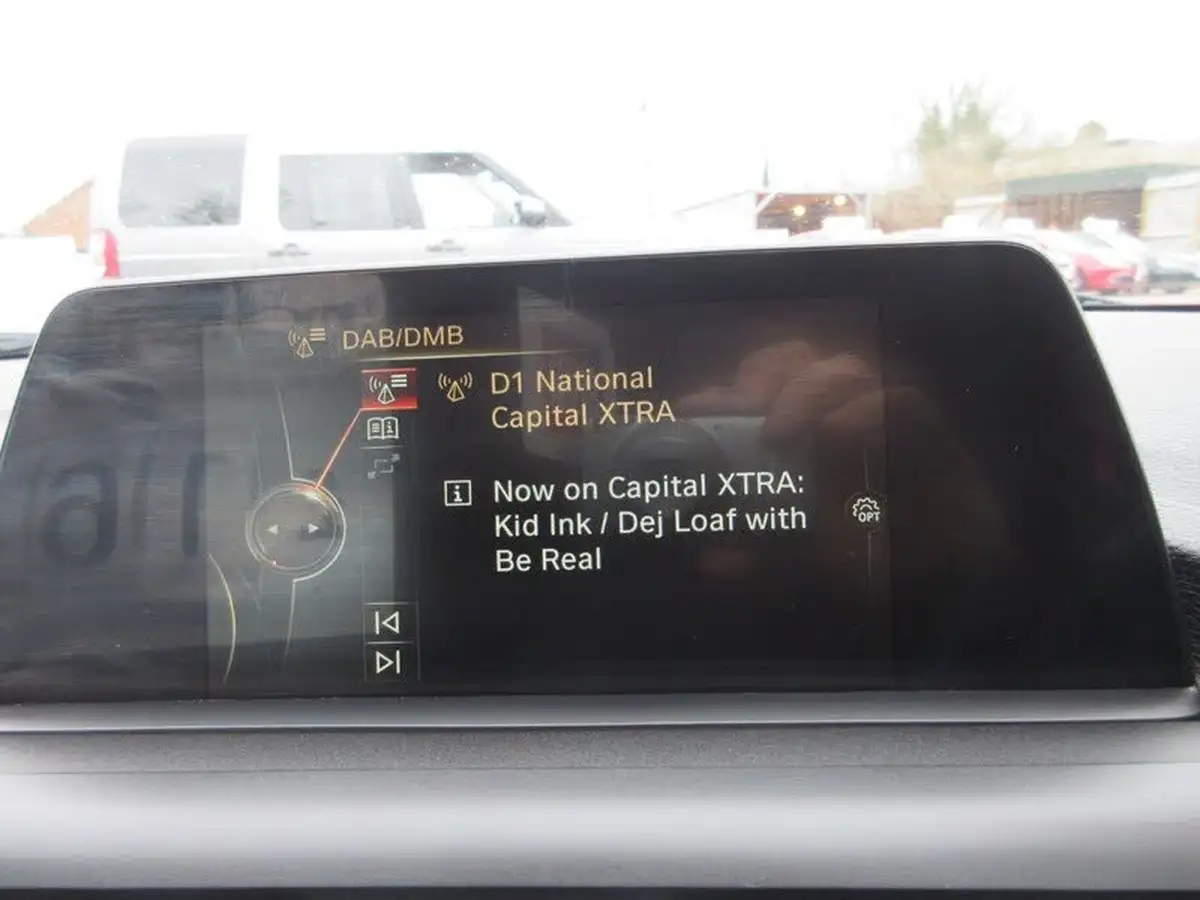 DAB/DMB
D1 National
Capital XTRA
Now on Capital XTRA:
Kid Ink / Dej Loaf with
Be Real
OPT